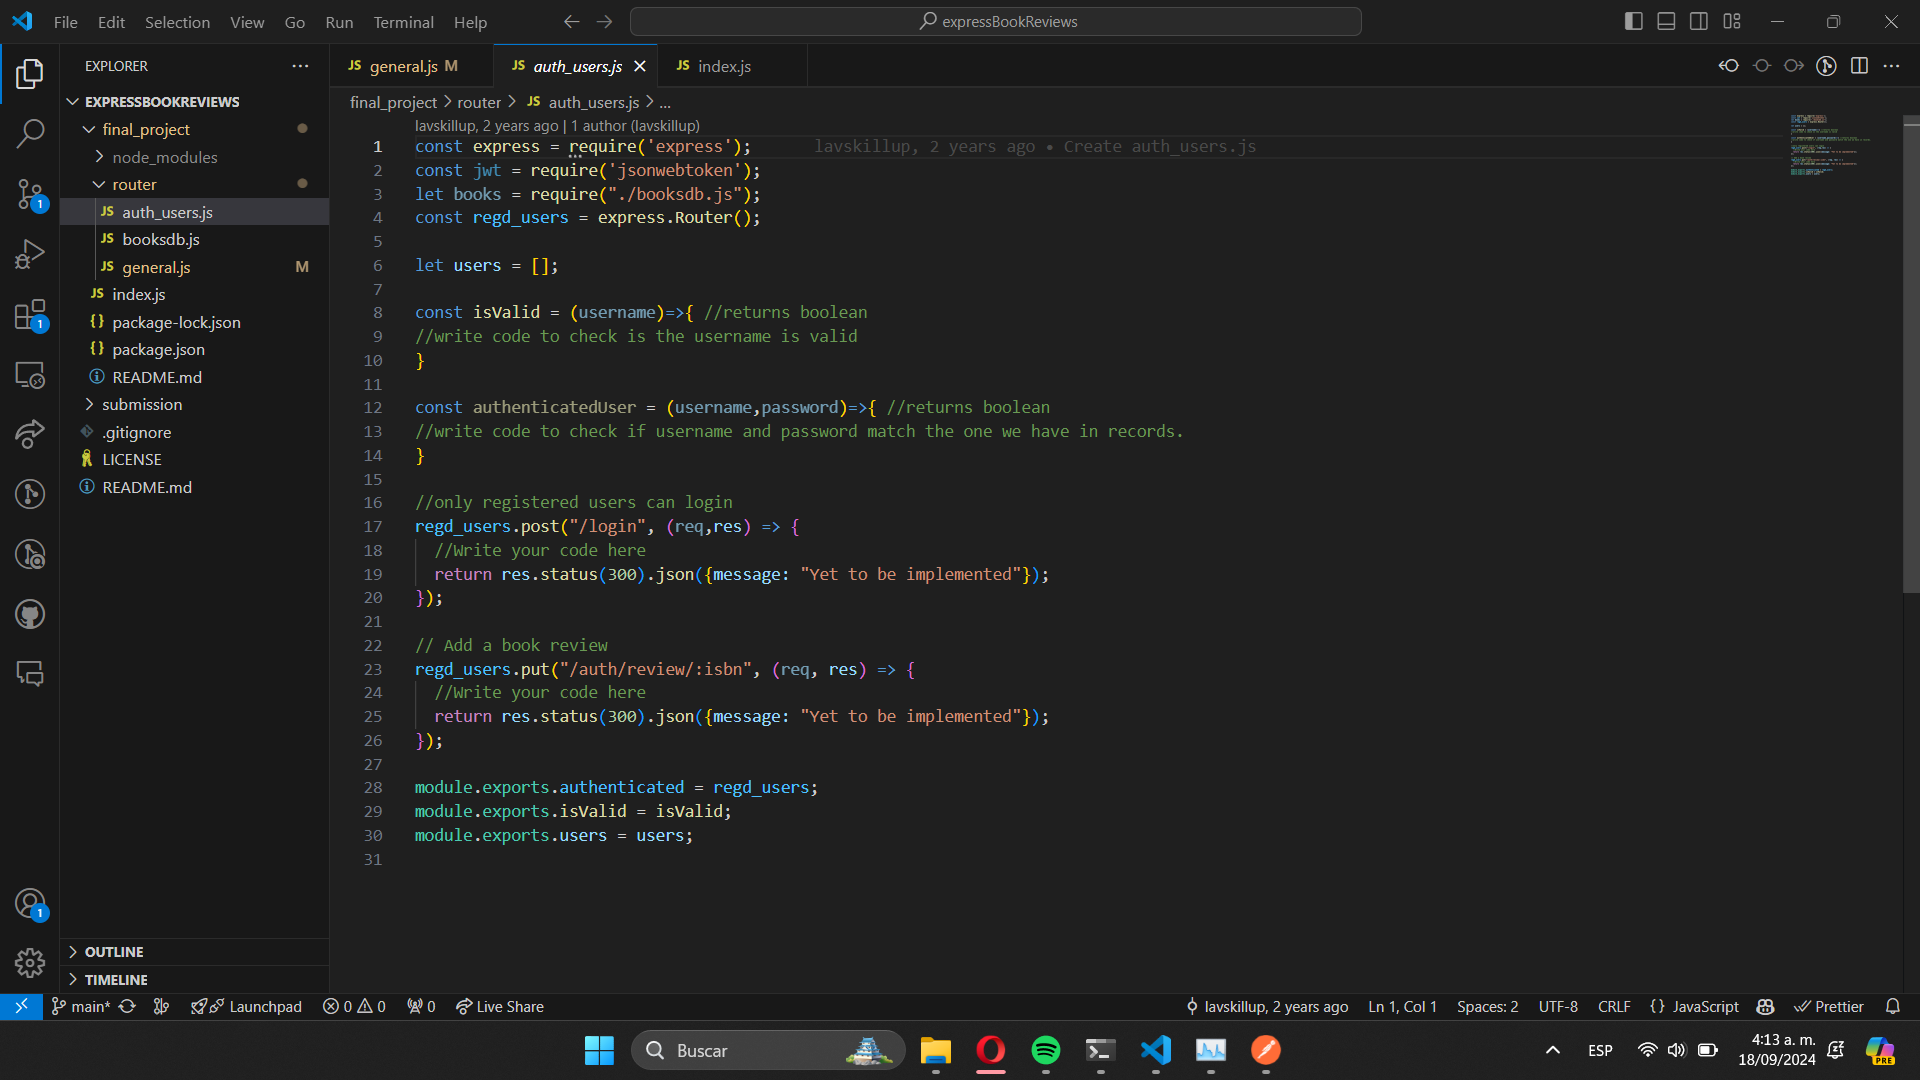 File Edit Selection View Go Run Terminal Help
expressBookReviews
EXPLORER
EXPRESSBOOKREVIEWS
final_project
node_modules
router
JS auth_users.js
JS booksdb.js
JS general.js M
JS index.js
{} package-lock.json
{} package.json
README.md
submission
.gitignore
LICENSE
README.md
OUTLINE
TIMELINE
1
1
1
JS general.js M
JS auth_users.js
JS index.js
final_project > router > JS auth_users.js > ...
lavskillup, 2 years ago | 1 author (lavskillup)
1 const express = require('express'); lavskillup, 2 years ago • Create auth_users.js
2 const jwt = require('jsonwebtoken');
3 let books = require("./booksdb.js");
4 const regd_users = express.Router();
5
6 let users = [];
7
8 const isValid = (username)=>{ //returns boolean
9 //write code to check is the username is valid
10 }
11
12 const authenticatedUser = (username,password)=>{ //returns boolean
13 //write code to check if username and password match the one we have in records.
14 }
15
16 //only registered users can login
17 regd_users.post("/login", (req,res) => {
18 //Write your code here
19 return res.status(300).json({message: "Yet to be implemented"});
20 });
21
22 // Add a book review
23 regd_users.put("/auth/review/:isbn", (req, res) => {
24 //Write your code here
25 return res.status(300).json({message: "Yet to be implemented"});
26 });
27
28 module.exports.authenticated = regd_users;
29 module.exports.isValid = isValid;
30 module.exports.users = users;
31
main* Launchpad 0 0 0 Live Share lavskillup, 2 years ago Ln 1, Col 1 Spaces: 2 UTF-8 CRLF {} JavaScript Prettier
Buscar
ESP
4:13 a. m.
18/09/2024
PRE